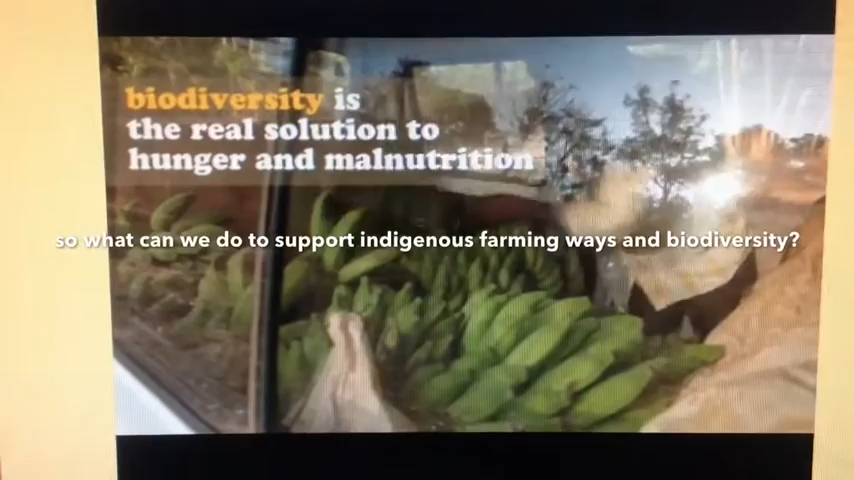 biodiversity is
the real solution to
hunger and malnutrition
so what can we do to support indigenous farming ways and biodiversity?